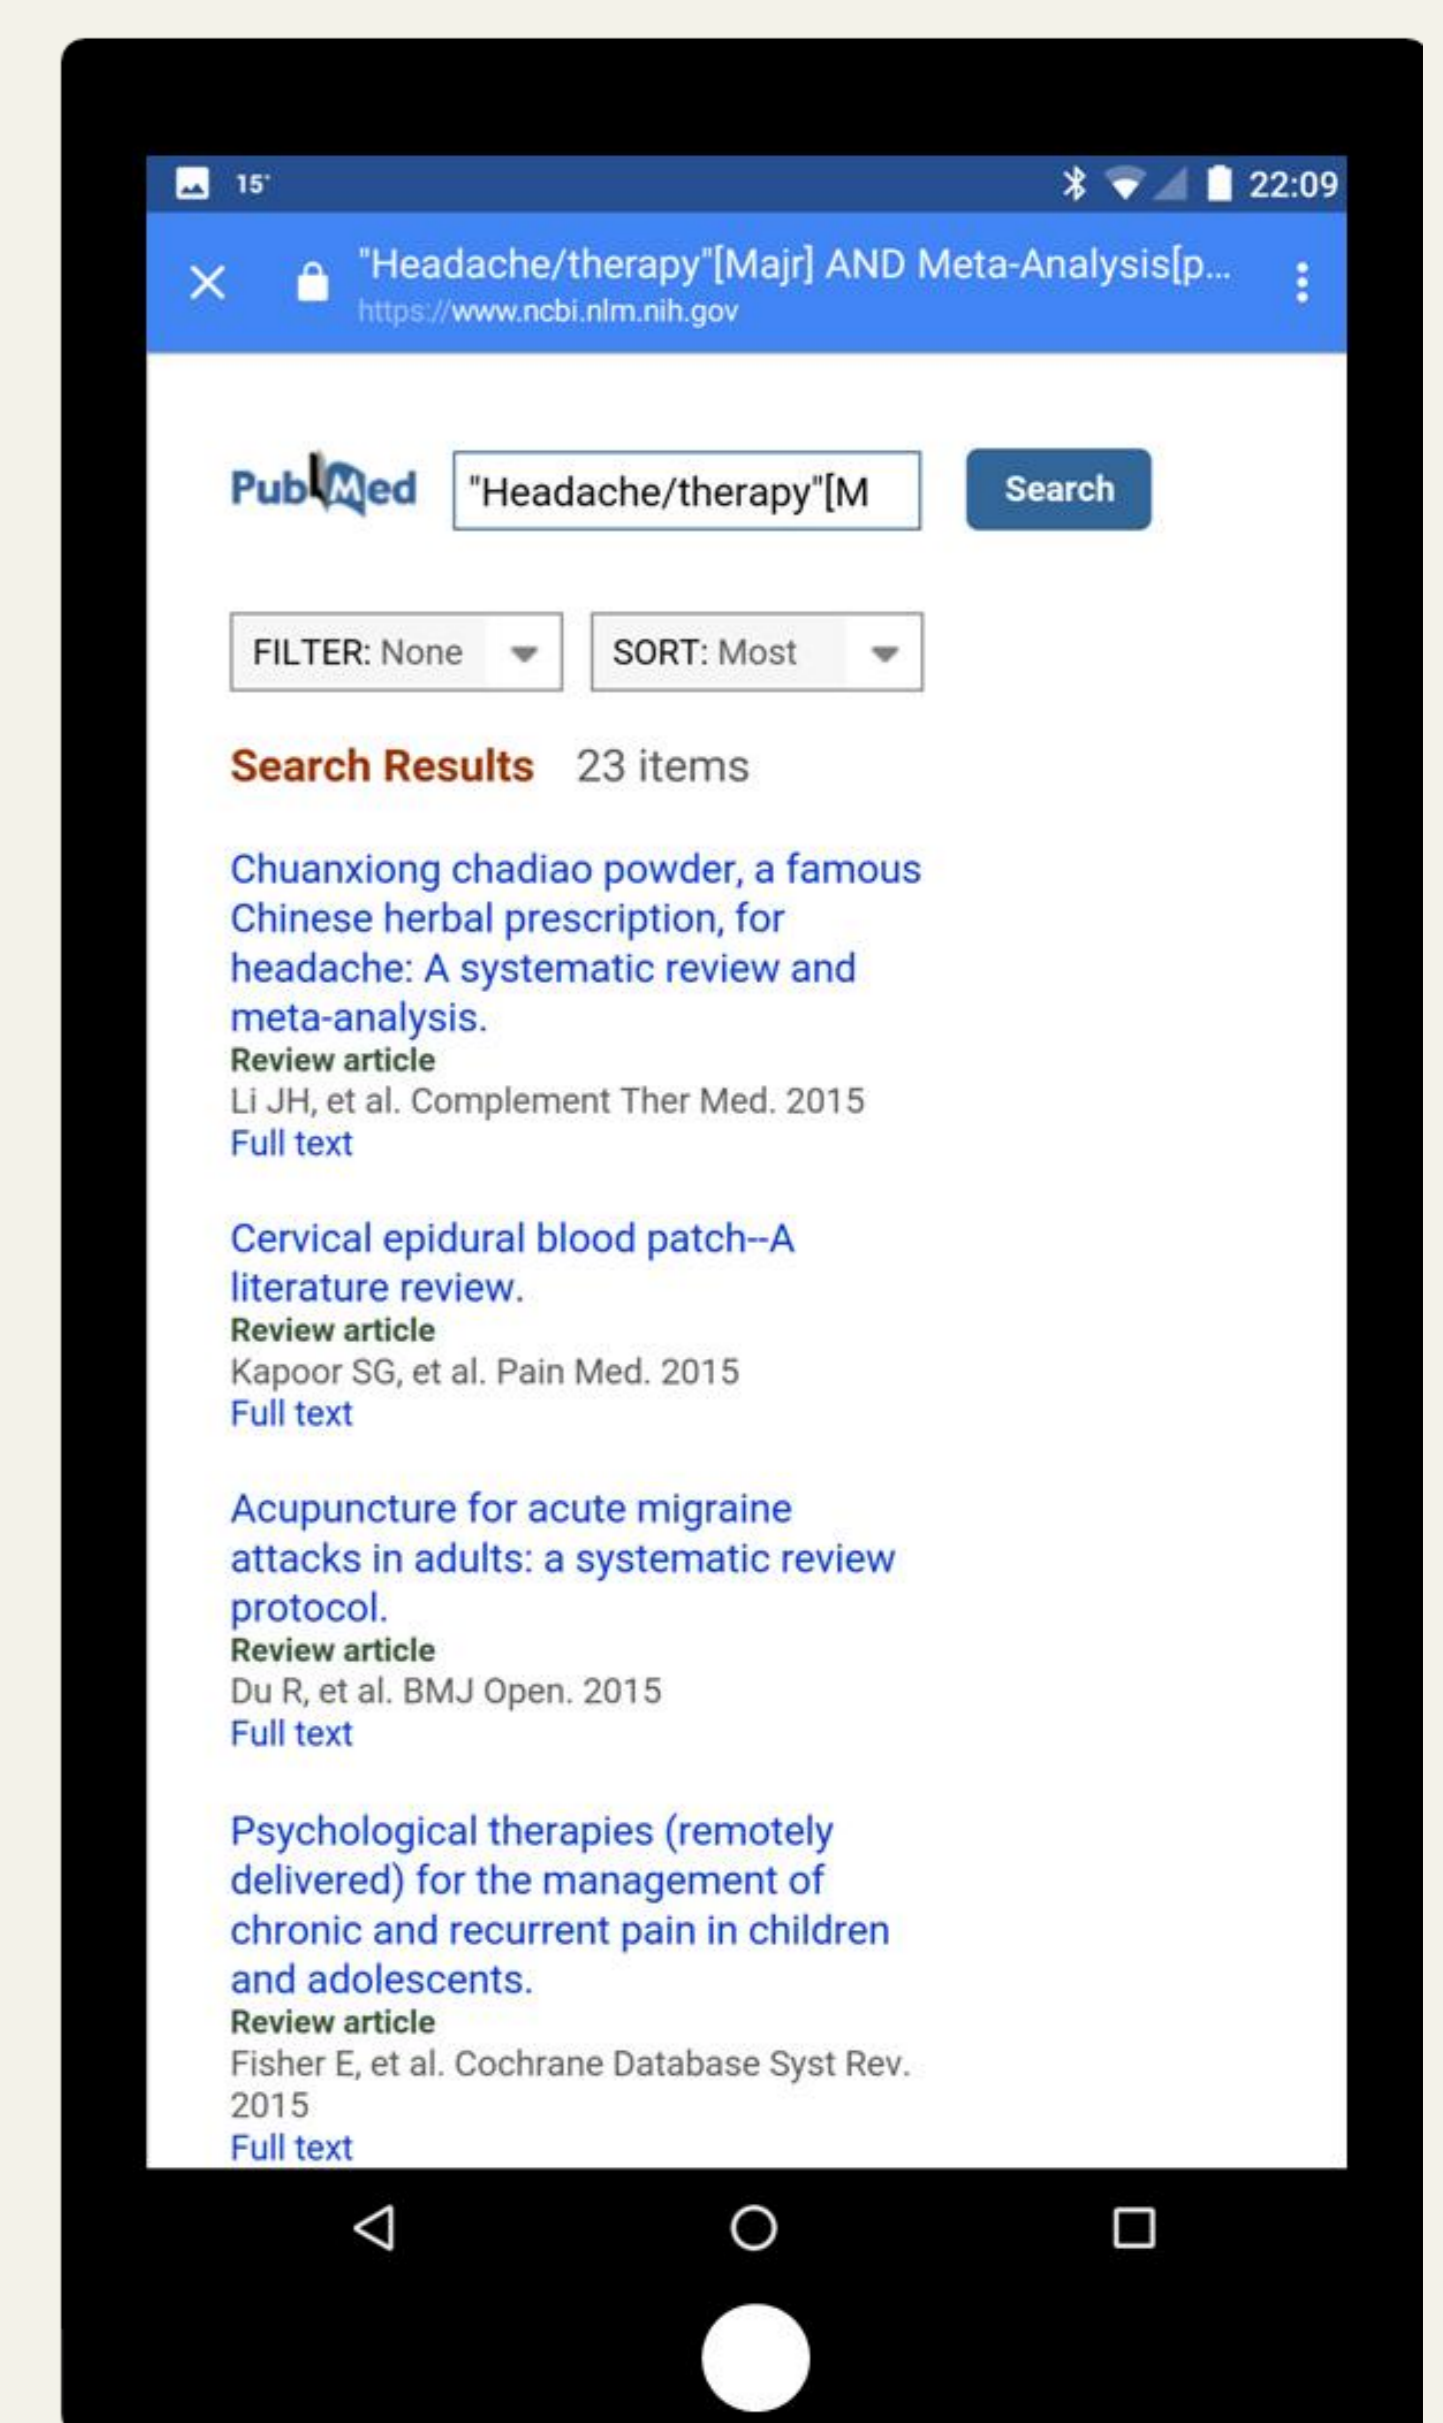 15°
22:09
"Headache/therapy"[Majr] AND Meta-Analysis[p...
https://www.ncbi.nlm.nih.gov
PubMed "Headache/therapy"[M Search
FILTER: None SORT: Most
Search Results 23 items
Chuanxiong chadiao powder, a famous
Chinese herbal prescription, for
headache: A systematic review and
meta-analysis.
Review article
Li JH, et al. Complement Ther Med. 2015
Full text
Cervical epidural blood patch--A
literature review.
Review article
Kapoor SG, et al. Pain Med. 2015
Full text
Acupuncture for acute migraine
attacks in adults: a systematic review
protocol.
Review article
Du R, et al. BMJ Open. 2015
Full text
Psychological therapies (remotely
delivered) for the management of
chronic and recurrent pain in children
and adolescents.
Review article
Fisher E, et al. Cochrane Database Syst Rev.
2015
Full text